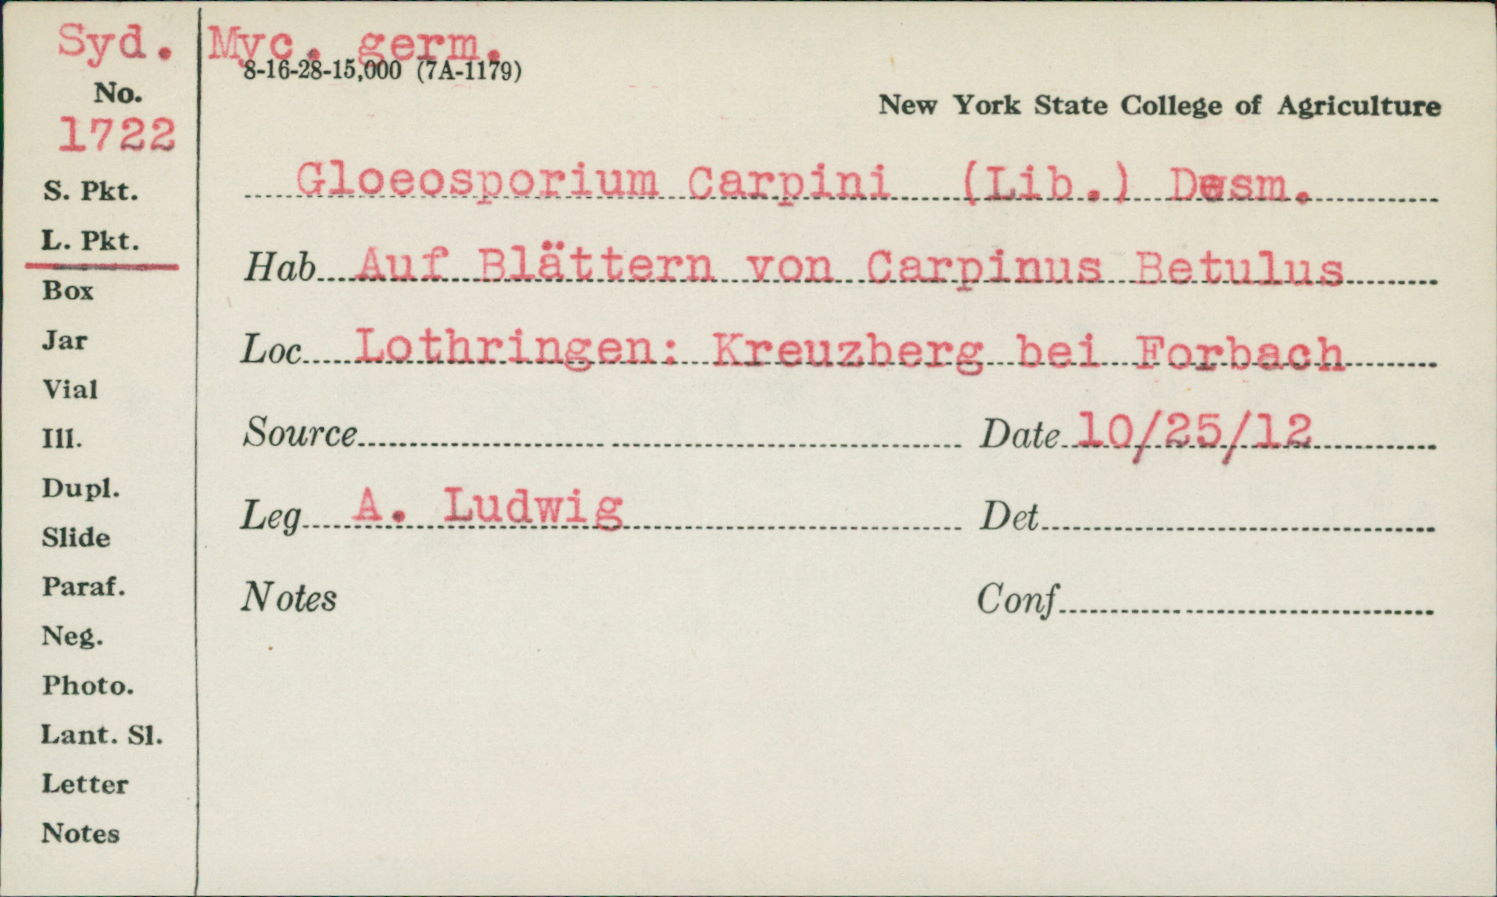 Syd. Myc. germ.
8-16-28-15,000 (7A-1179)
No.
1722
New York State College of Agriculture
S. Pkt.
Gloeosporium Carpini (Lib.) Desm.
L. Pkt.
Hab Auf Blättern von Carpinus Betulus
Box
Jar
Loc Lothringen: Kreuzberg bei Forbach
Vial
Ill.
Source Date 10/25/12
Dupl.
Leg A. Ludwig Det
Slide
Paraf.
Notes Conf
Neg.
Photo.
Lant. Sl.
Letter
Notes